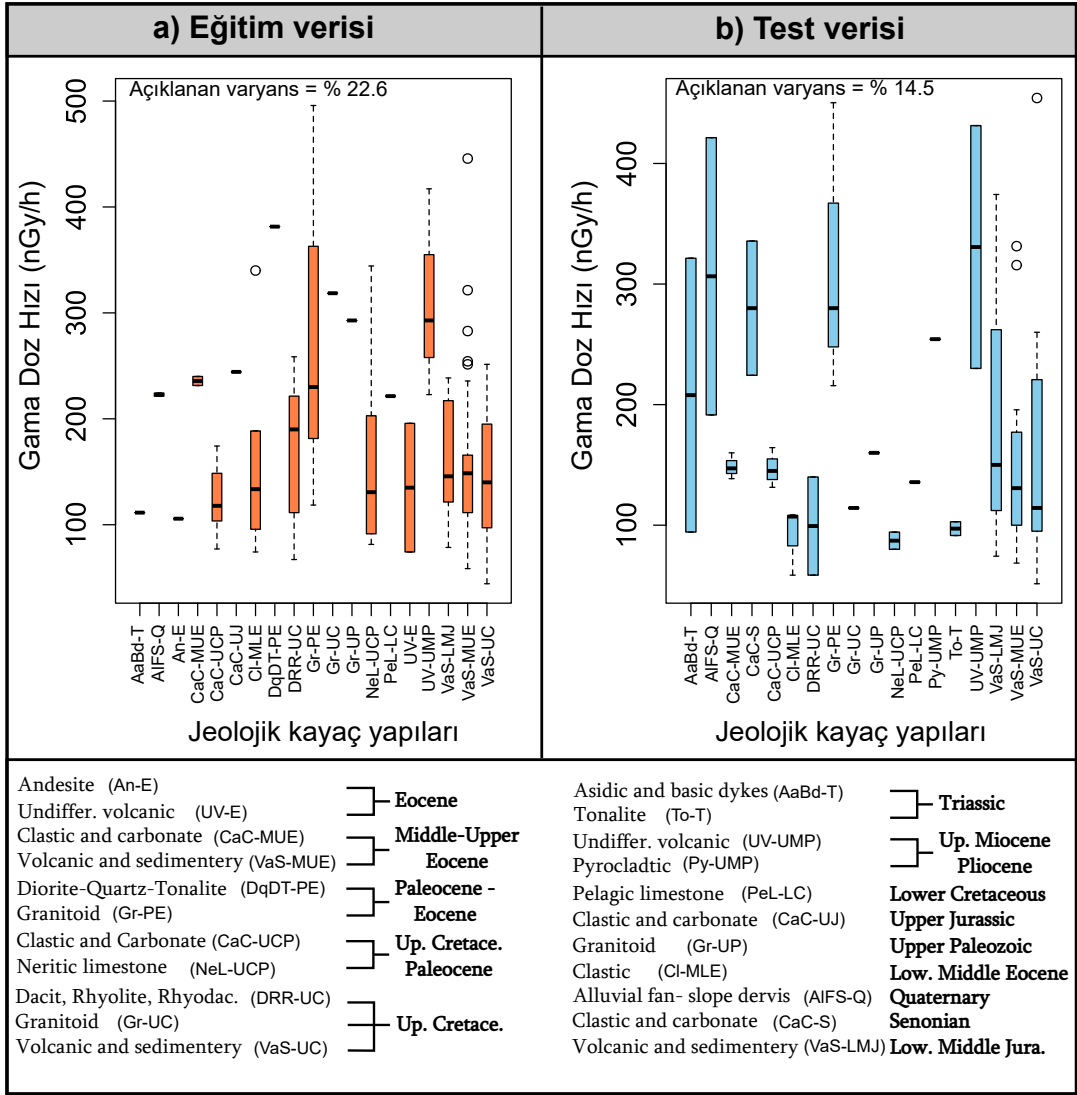 a) Eğitim verisi
Açıklanan varyans = % 22.6
Gama Doz Hızı (nGy/h)
500
400
300
200
100
AaBd-T
AlFS-Q
An-E
CaC-MUE
CaC-UCP
CaC-UJ
Cl-MLE
DqDT-PE
DRR-UC
Gr-PE
Gr-UC
Gr-UP
NeL-UCP
PeL-LC
UV-E
UV-UMP
VaS-LMJ
VaS-MUE
VaS-UC
Jeolojik kayaç yapıları
b) Test verisi
Açıklanan varyans = % 14.5
Gama Doz Hızı (nGy/h)
400
300
200
100
AaBd-T
AlFS-Q
CaC-MUE
CaC-S
CaC-UCP
Cl-MLE
DRR-UC
Gr-PE
Gr-UC
Gr-UP
NeL-UCP
PeL-LC
Py-UMP
To-T
UV-UMP
VaS-LMJ
VaS-MUE
VaS-UC
Jeolojik kayaç yapıları
Andesite (An-E)
Undiffer. volcanic (UV-E)
Eocene
Clastic and carbonate (CaC-MUE)
Volcanic and sedimentery (VaS-MUE)
Middle-Upper
Eocene
Diorite-Quartz-Tonalite (DqDT-PE)
Granitoid (Gr-PE)
Paleocene -
Eocene
Clastic and Carbonate (CaC-UCP)
Neritic limestone (NeL-UCP)
Up. Cretace.
Paleocene
Dacit, Rhyolite, Rhyodac. (DRR-UC)
Granitoid (Gr-UC)
Volcanic and sedimentery (VaS-UC)
Up. Cretace.
Asidic and basic dykes (AaBd-T)
Tonalite (To-T)
Triassic
Undiffer. volcanic (UV-UMP)
Pyrocladtic (Py-UMP)
Up. Miocene
Pliocene
Pelagic limestone (PeL-LC) Lower Cretaceous
Clastic and carbonate (CaC-UJ) Upper Jurassic
Granitoid (Gr-UP) Upper Paleozoic
Clastic (Cl-MLE) Low. Middle Eocene
Alluvial fan- slope dervis (AlFS-Q) Quaternary
Clastic and carbonate (CaC-S) Senonian
Volcanic and sedimentery (VaS-LMJ) Low. Middle Jura.